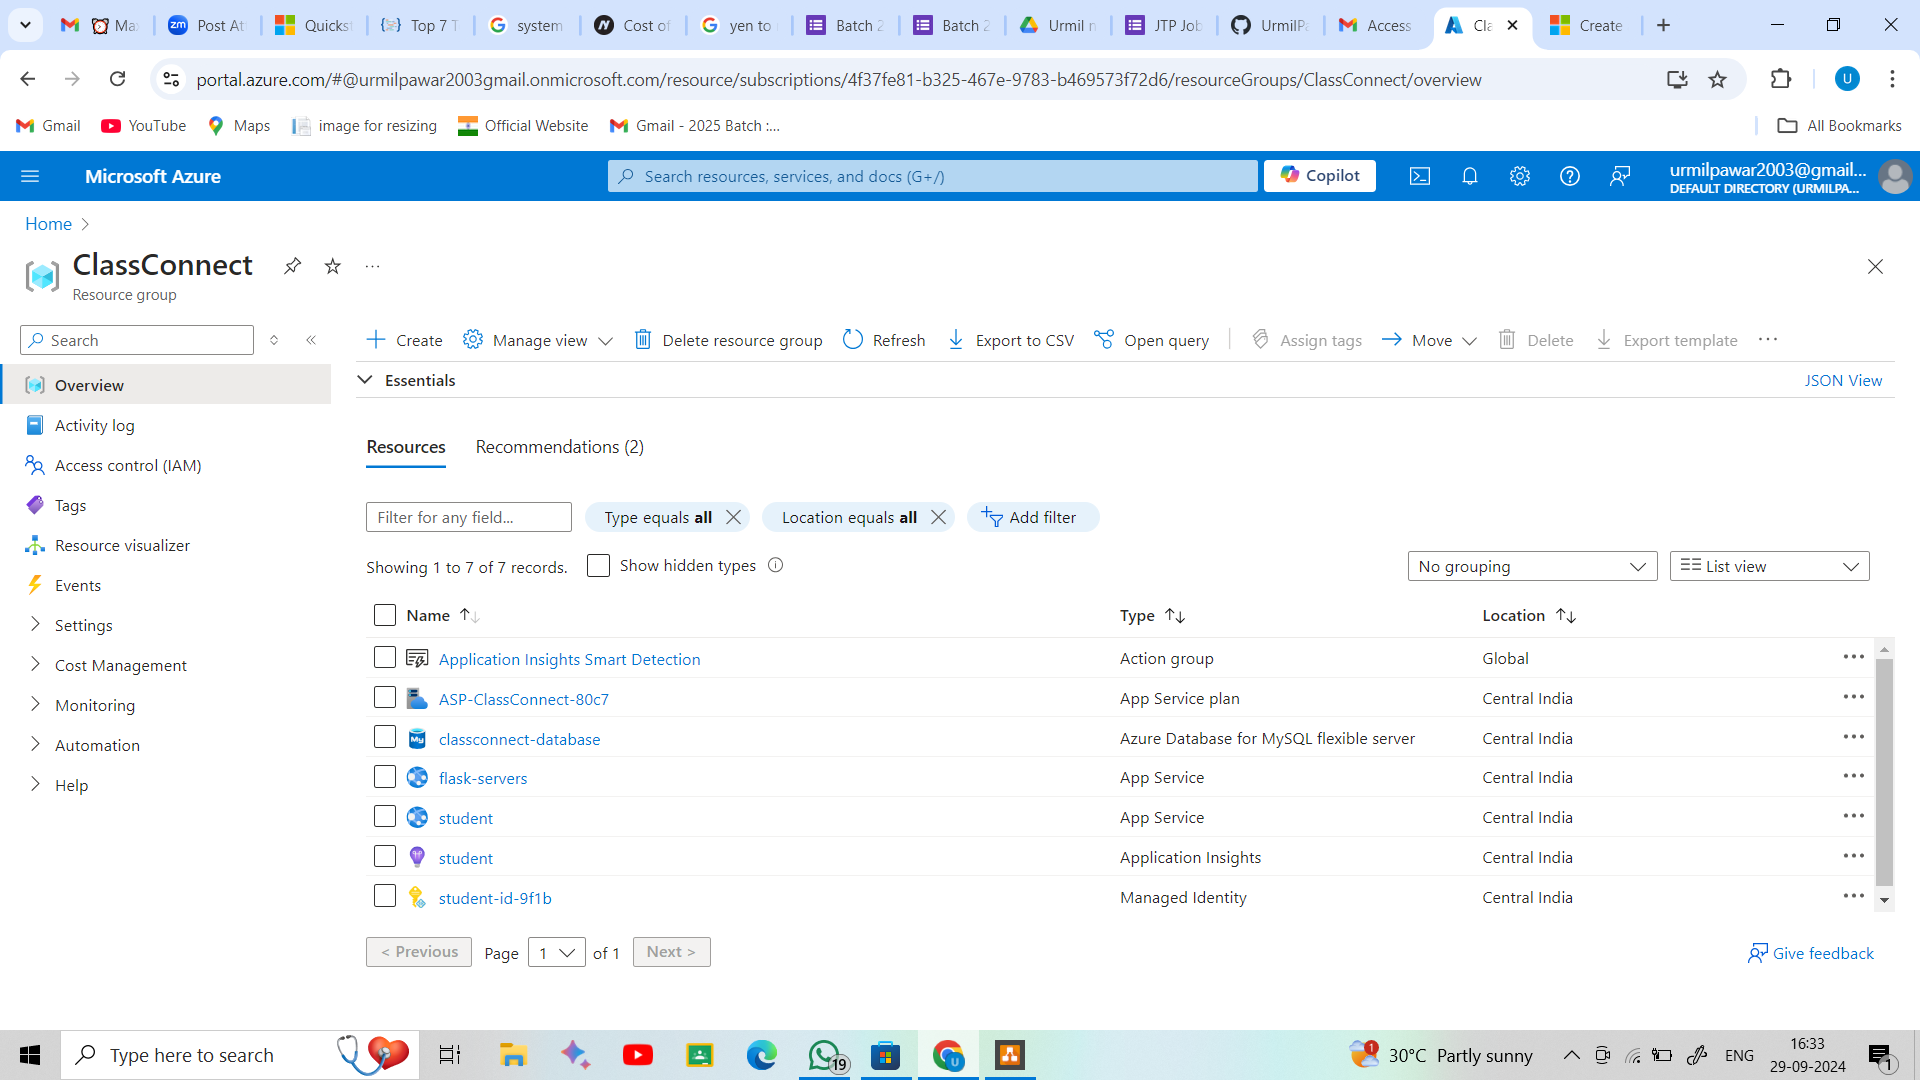 Ma
Post At
Quicks
Top 7 T
system
Cost of
yen to
Batch 2
Batch 2
Urmil n
JTP Job
UrmilPa
Access
Cla
Create
portal.azure.com/#@urmilpawar2003gmail.onmicrosoft.com/resource/subscriptions/4f37fe81-b325-467e-9783-b469573f72d6/resourceGroups/ClassConnect/overview
U
Gmail
YouTube
Maps
image for resizing
Official Website
Gmail - 2025 Batch :...
All Bookmarks
Microsoft Azure
Search resources, services, and docs (G+/)
Copilot
urmilpawar2003@gmail...
DEFAULT DIRECTORY (URMILPA...
Home
ClassConnect
Resource group
Search
Create
Manage view
Delete resource group
Refresh
Export to CSV
Open query
Assign tags
Move
Delete
Export template
Overview
Activity log
Access control (IAM)
Tags
Resource visualizer
Events
Settings
Cost Management
Monitoring
Automation
Help
Essentials
JSON View
Resources
Recommendations (2)
Filter for any field...
Type equals all
Location equals all
Add filter
Showing 1 to 7 of 7 records.
Show hidden types
No grouping
List view
Name
Type
Location
Application Insights Smart Detection
Action group
Global
ASP-ClassConnect-80c7
App Service plan
Central India
classconnect-database
Azure Database for MySQL flexible server
Central India
flask-servers
App Service
Central India
student
App Service
Central India
student
Application Insights
Central India
student-id-9f1b
Managed Identity
Central India
< Previous
Page
1
of 1
Next >
Give feedback
Type here to search
19
U
1
30°C Partly sunny
ENG
16:33
29-09-2024
1